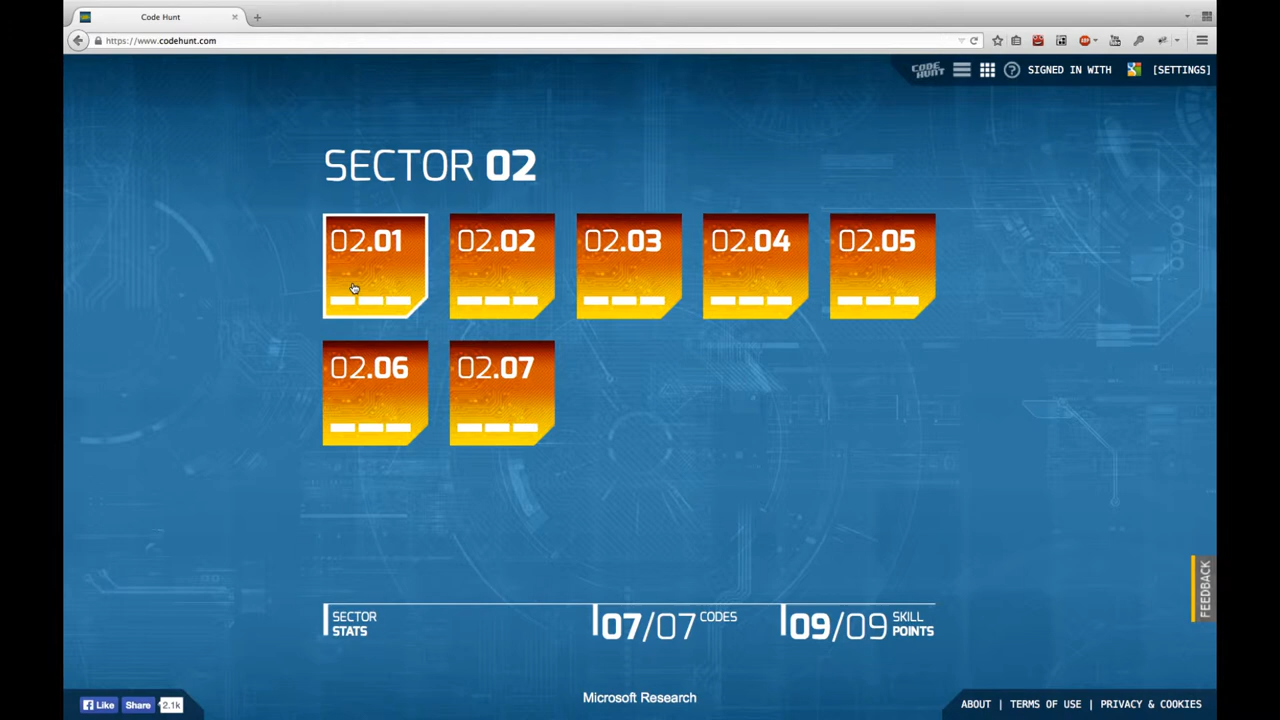 Code Hunt
https://www.codehunt.com
CODE HUNT
SIGNED IN WITH
[SETTINGS]
SECTOR 02
02.01
02.02
02.03
02.04
02.05
02.06
02.07
SECTOR
STATS
07/07 CODES
09/09 SKILL
POINTS
FEEDBACK
Like
Share
2.1k
Microsoft Research
ABOUT | TERMS OF USE | PRIVACY & COOKIES